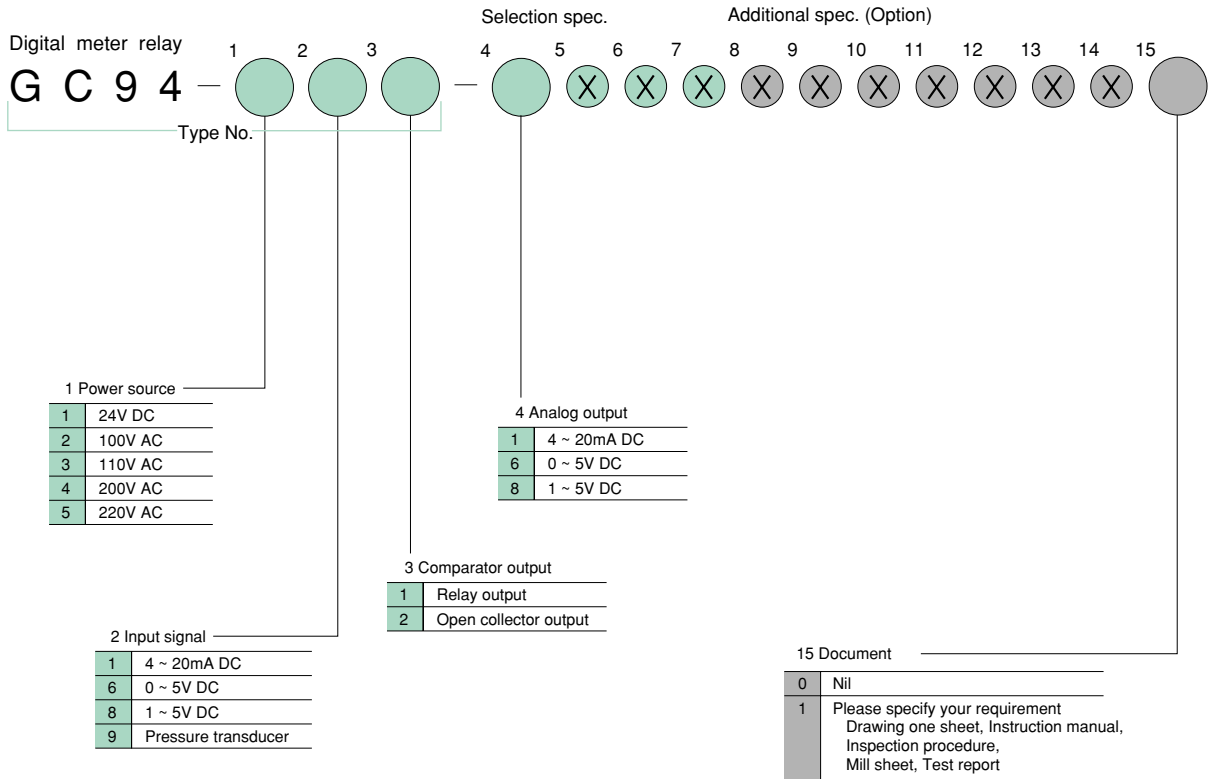 Selection spec. Additional spec. (Option)
Digital meter relay 1 2 3 4 5 6 7 8 9 10 11 12 13 14 15
G C 9 4 — — X X X X X X X X X X
Type No.
1 Power source
1 24V DC
2 100V AC
3 110V AC
4 200V AC
5 220V AC
4 Analog output
1 4 ~ 20mA DC
6 0 ~ 5V DC
8 1 ~ 5V DC
3 Comparator output
1 Relay output
2 Open collector output
2 Input signal
1 4 ~ 20mA DC
6 0 ~ 5V DC
8 1 ~ 5V DC
9 Pressure transducer
15 Document
0 Nil
1 Please specify your requirement
Drawing one sheet, Instruction manual,
Inspection procedure,
Mill sheet, Test report